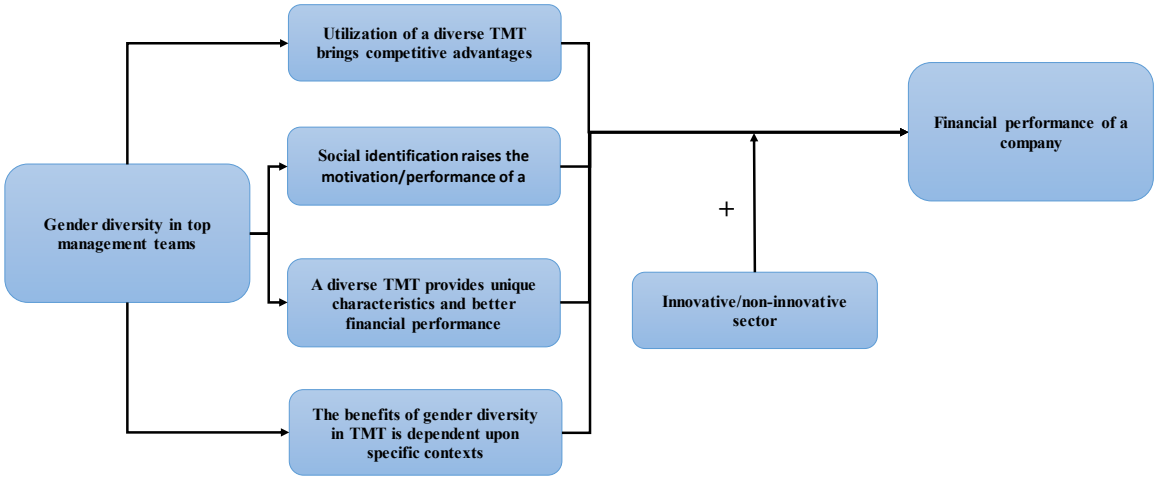 Utilization of a diverse TMT
brings competitive advantages
Social identification raises the
motivation/performance of a
Gender diversity in top
management teams
A diverse TMT provides unique
characteristics and better
financial performance
The benefits of gender diversity
in TMT is dependent upon
specific contexts
+
Innovative/non-innovative
sector
Financial performance of a
company